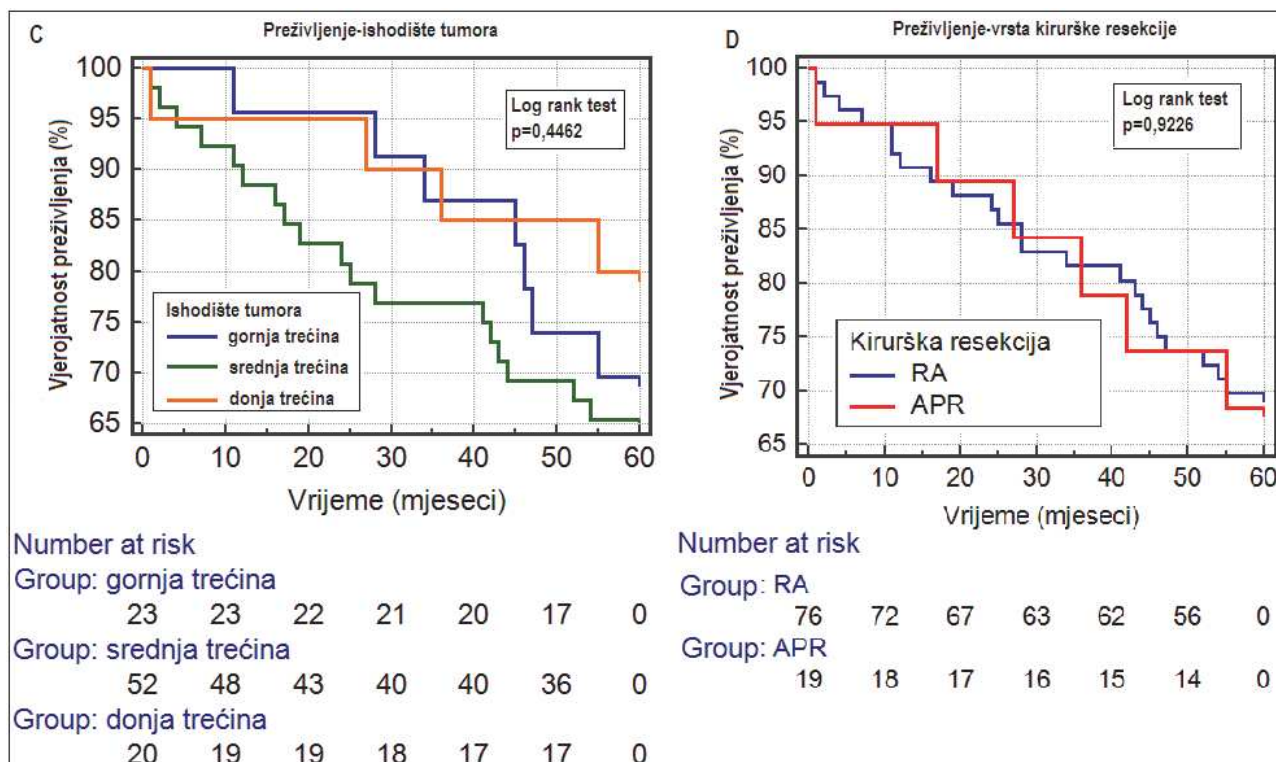 C
Preživljenje-ishodište tumora
Vjerojatnost preživljenja (%)
100
95
90
85
80
75
70
65
Log rank test
p=0,4462
Ishodište tumora
gornja trećina
srednja trećina
donja trećina
0 10 20 30 40 50 60
Vrijeme (mjeseci)
Number at risk
Group: gornja trećina
23 23 22 21 20 17 0
Group: srednja trećina
52 48 43 40 40 36 0
Group: donja trećina
20 19 19 18 17 17 0
D
Preživljenje-vrsta kirurške resekcije
Vjerojatnost preživljenja (%)
100
95
90
85
80
75
70
65
Log rank test
p=0,9226
Kirurška resekcija
RA
APR
0 10 20 30 40 50 60
Vrijeme (mjeseci)
Number at risk
Group: RA
76 72 67 63 62 56 0
Group: APR
19 18 17 16 15 14 0